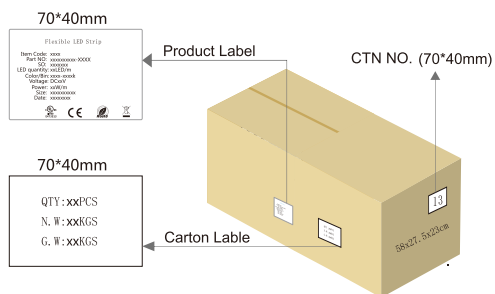 70*40mm
Flexible LED Strip
Item Code: xxxx
Part NO: xxxxxxxxxx-XXXX
SO: xxxxxxx
LED quantity: xxLED/m
Color/Bin: xxxx-xxxxk
Voltage: DCxxV
Power: xxW/m
Size: xxxxxxxxxx
Date: xxxxxxxx
Product Label
CTN NO. (70*40mm)
70*40mm
QTY:xxPCS
N.W:xxKGS
G.W:xxKGS
Carton Lable
13
58x27.5x23cm